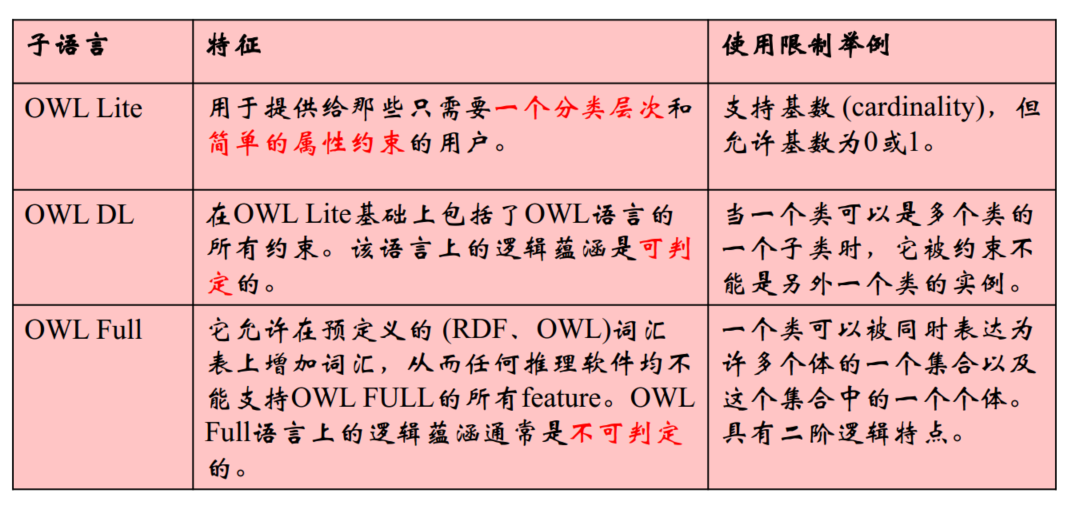 子语言
特征
使用限制举例
OWL Lite
用于提供给那些只需要一个分类层次和
简单的属性约束的用户。
支持基数 (cardinality)，但
允许基数为0或1。
OWL DL
在OWL Lite基础上包括了OWL语言的
所有约束。该语言上的逻辑蕴涵是可判
定的。
当一个类可以是多个类的
一个子类时，它被约束不
能是另外一个类的实例。
OWL Full
它允许在预定义的 (RDF、OWL)词汇
表上增加词汇，从而任何推理软件均不
能支持OWL FULL的所有feature。OWL
Full语言上的逻辑蕴涵通常是不可判定
的。
一个类可以被同时表达为
许多个体的一个集合以及
这个集合中的一个个体。
具有二阶逻辑特点。